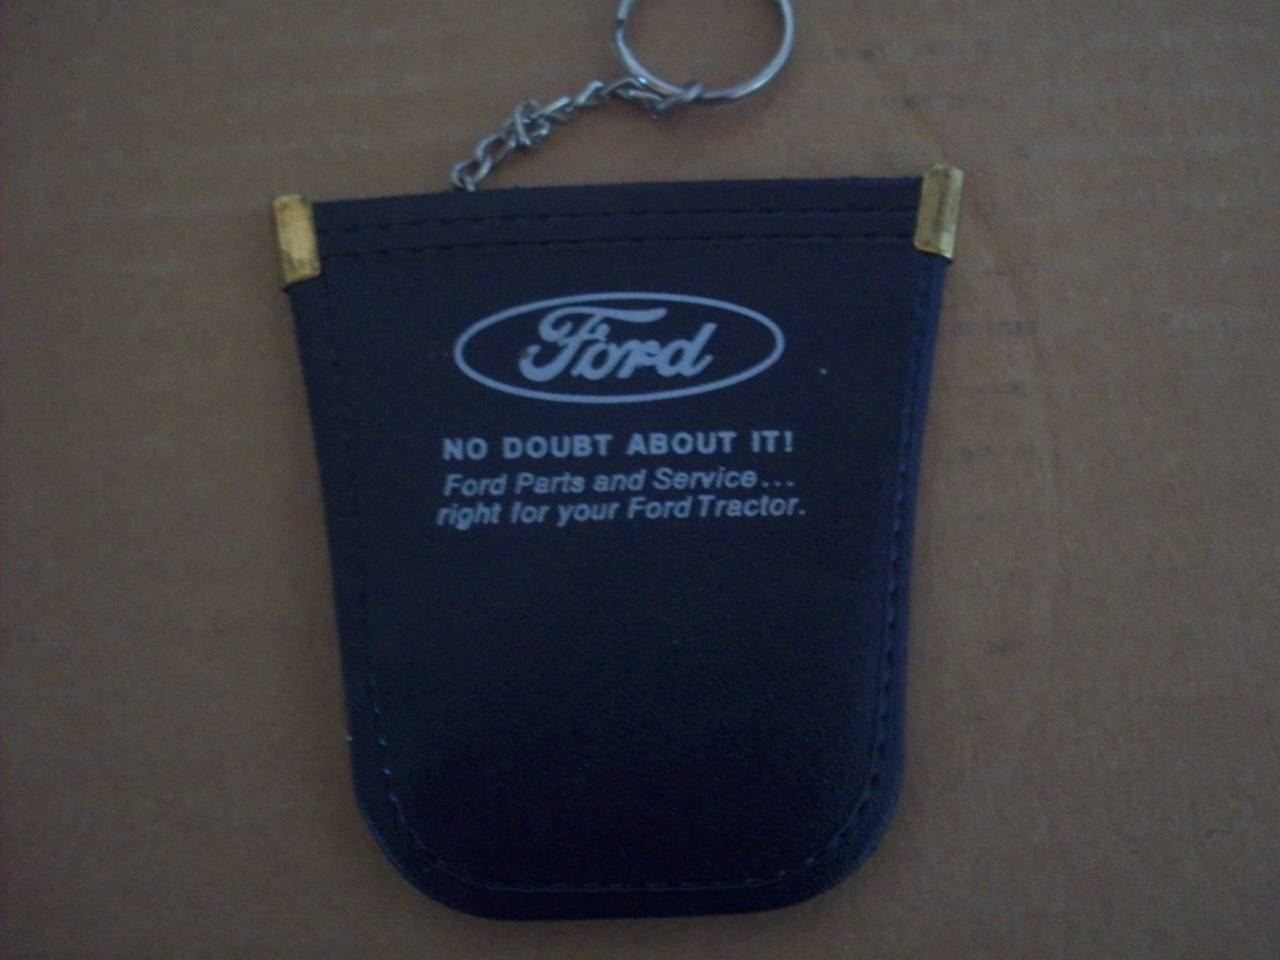 Ford
NO DOUBT ABOUT IT!
Ford Parts and Service...
right for your Ford Tractor.